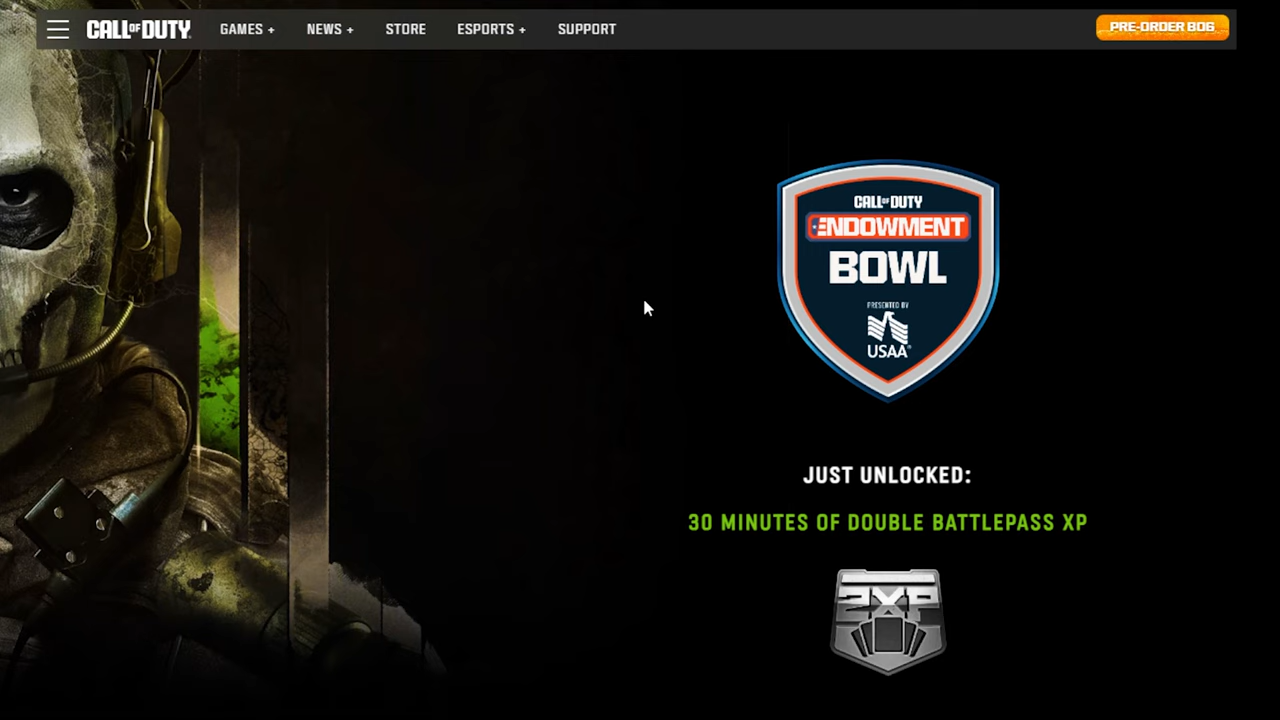 CALL OF DUTY
GAMES +
NEWS +
STORE
ESPORTS +
SUPPORT
PRE-ORDER BO6
CALL OF DUTY
ENDOWMENT
BOWL
PRESENTED BY
USAA®
JUST UNLOCKED:
30 MINUTES OF DOUBLE BATTLEPASS XP
2XP